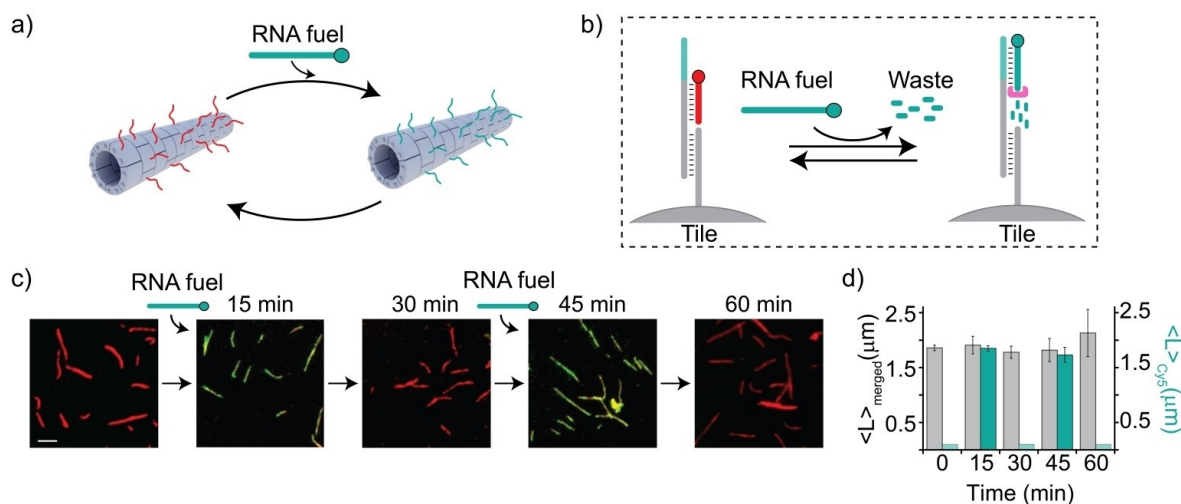 a)
RNA fuel
b)
RNA fuel
Waste
Tile
Tile
c)
RNA fuel
15 min
30 min
RNA fuel
45 min
60 min
d)
<L> merged (µm)
2.5
1.5
0.5
0
15
30
45
60
Time (min)
2.5
1.5
0.5
<L> Cy5 (µm)